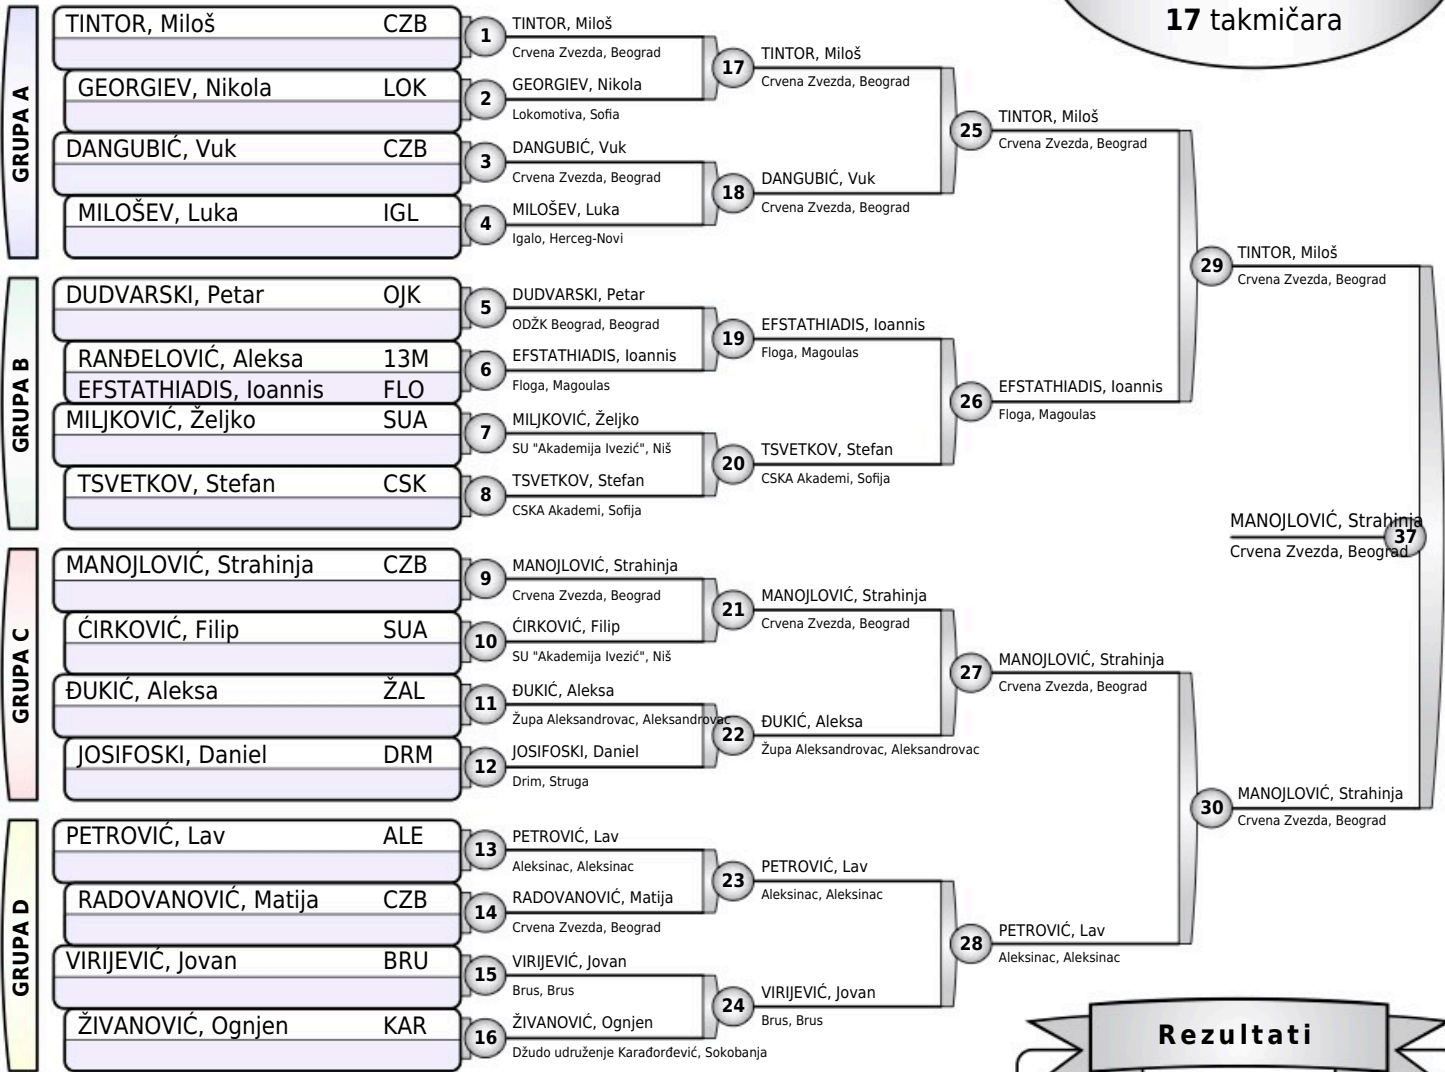 17 takmičara
GRUPA A
TINTOR, Miloš CZB
GEORGIEV, Nikola LOK
DANGUBIĆ, Vuk CZB
MILOŠEV, Luka IGL
GRUPA B
DUDVARSKI, Petar OJK
RANĐELOVIĆ, Aleksa 13M
EFSTATHIADIS, Ioannis FLO
MILJKOVIĆ, Željko SUA
TSVETKOV, Stefan CSK
GRUPA C
MANOJLOVIĆ, Strahinja CZB
ĆIRKOVIĆ, Filip SUA
ĐUKIĆ, Aleksa ŽAL
JOSIFOSKI, Daniel DRM
GRUPA D
PETROVIĆ, Lav ALE
RADOVANOVIĆ, Matija CZB
VIRIJEVIĆ, Jovan BRU
ŽIVANOVIĆ, Ognjen KAR
1 TINTOR, Miloš
Crvena Zvezda, Beograd
2 GEORGIEV, Nikola
Lokomotiva, Sofia
3 DANGUBIĆ, Vuk
Crvena Zvezda, Beograd
4 MILOŠEV, Luka
Igalo, Herceg-Novi
5 DUDVARSKI, Petar
ODŽK Beograd, Beograd
6 EFSTATHIADIS, Ioannis
Floga, Magoulas
7 MILJKOVIĆ, Željko
SU "Akademija Ivezić", Niš
8 TSVETKOV, Stefan
CSKA Akademi, Sofija
9 MANOJLOVIĆ, Strahinja
Crvena Zvezda, Beograd
10 ĆIRKOVIĆ, Filip
SU "Akademija Ivezić", Niš
11 ĐUKIĆ, Aleksa
Župa Aleksandrovac, Aleksandrovac
12 JOSIFOSKI, Daniel
Drim, Struga
13 PETROVIĆ, Lav
Aleksinac, Aleksinac
14 RADOVANOVIĆ, Matija
Crvena Zvezda, Beograd
15 VIRIJEVIĆ, Jovan
Brus, Brus
16 ŽIVANOVIĆ, Ognjen
Džudo udruženje Karađorđević, Sokobanja
17 TINTOR, Miloš
Crvena Zvezda, Beograd
18 DANGUBIĆ, Vuk
Crvena Zvezda, Beograd
19 EFSTATHIADIS, Ioannis
Floga, Magoulas
20 TSVETKOV, Stefan
CSKA Akademi, Sofija
21 MANOJLOVIĆ, Strahinja
Crvena Zvezda, Beograd
22 ĐUKIĆ, Aleksa
Župa Aleksandrovac, Aleksandrovac
23 PETROVIĆ, Lav
Aleksinac, Aleksinac
24 VIRIJEVIĆ, Jovan
Brus, Brus
25 TINTOR, Miloš
Crvena Zvezda, Beograd
26 EFSTATHIADIS, Ioannis
Floga, Magoulas
27 MANOJLOVIĆ, Strahinja
Crvena Zvezda, Beograd
28 PETROVIĆ, Lav
Aleksinac, Aleksinac
29 TINTOR, Miloš
Crvena Zvezda, Beograd
30 MANOJLOVIĆ, Strahinja
Crvena Zvezda, Beograd
MANOJLOVIĆ, Strahinja
37
Crvena Zvezda, Beograd
Rezultati